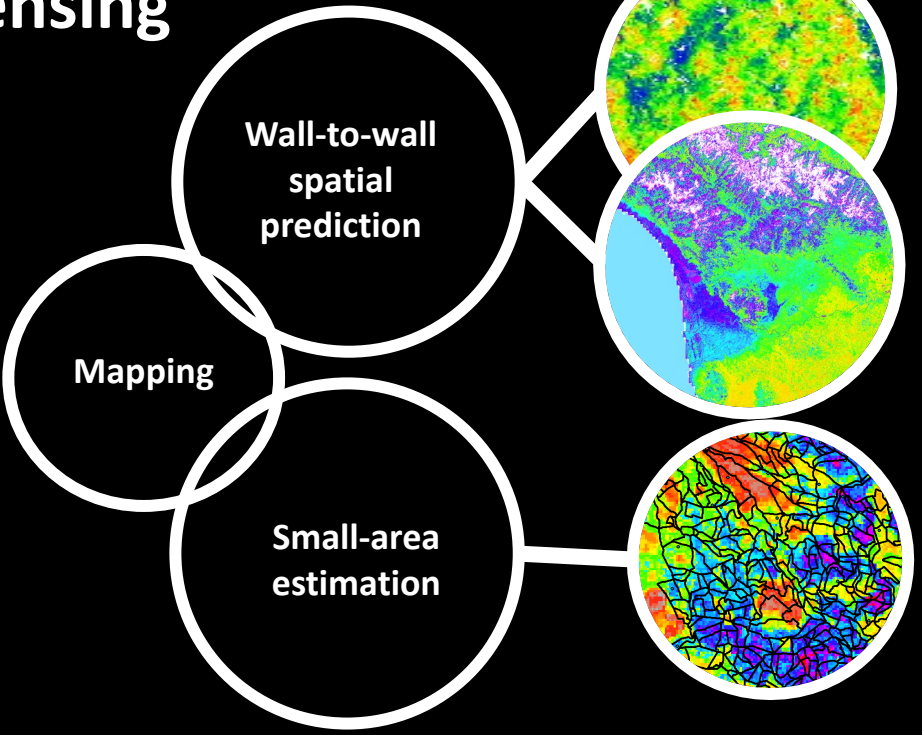 ensing
Wall-to-wall
spatial
prediction
Mapping
Small-area
estimation